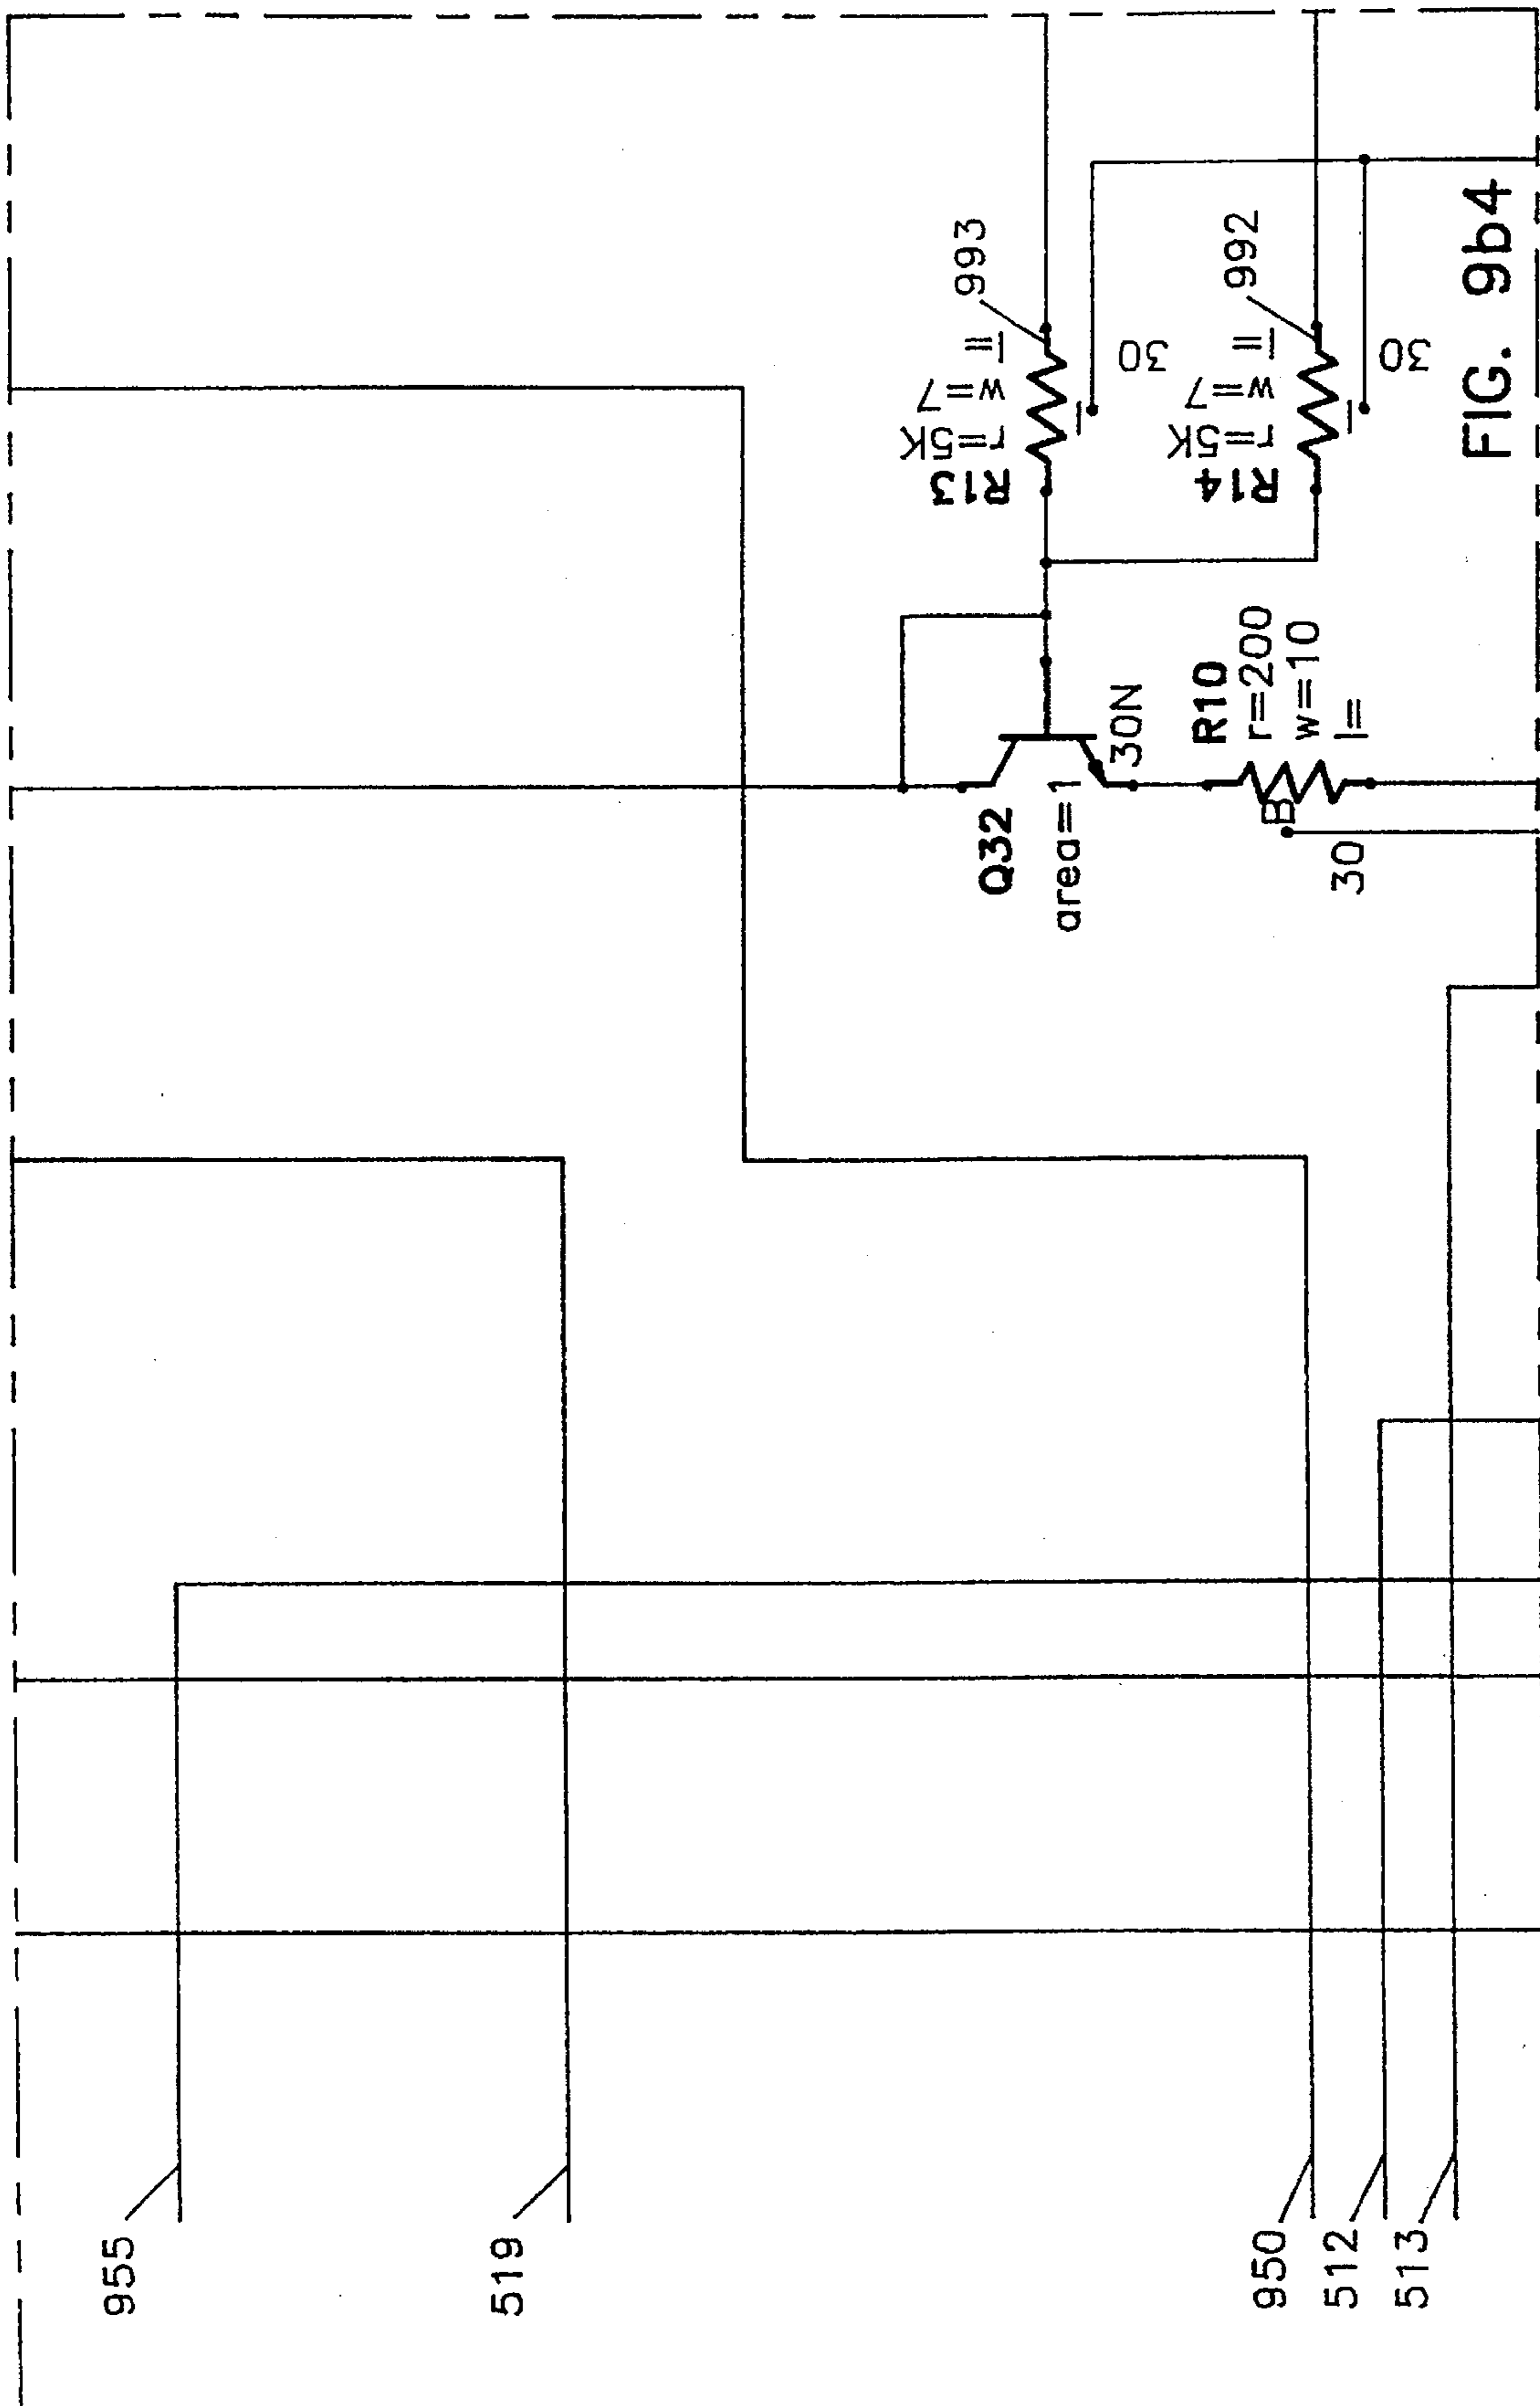 955
519
950
512
513
Q32
area=1
30N
R10
r=200
w=10
l=
B
30
R13
r=5K
w=7
l=
993
30
R14
r=5K
w=7
l=
992
30
FIG. 9b4